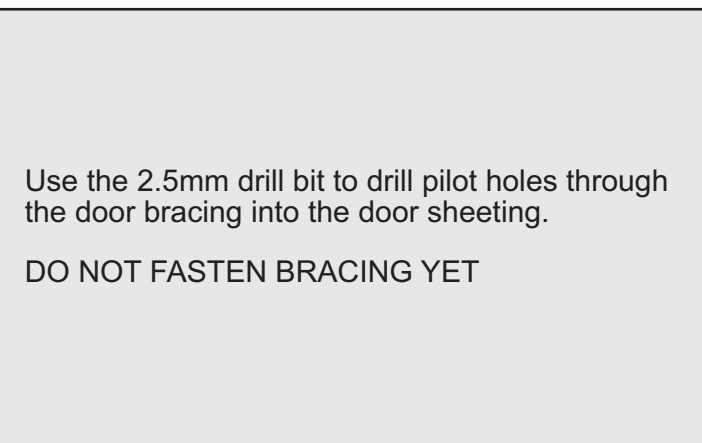 Use the 2.5mm drill bit to drill pilot holes through
the door bracing into the door sheeting.
DO NOT FASTEN BRACING YET